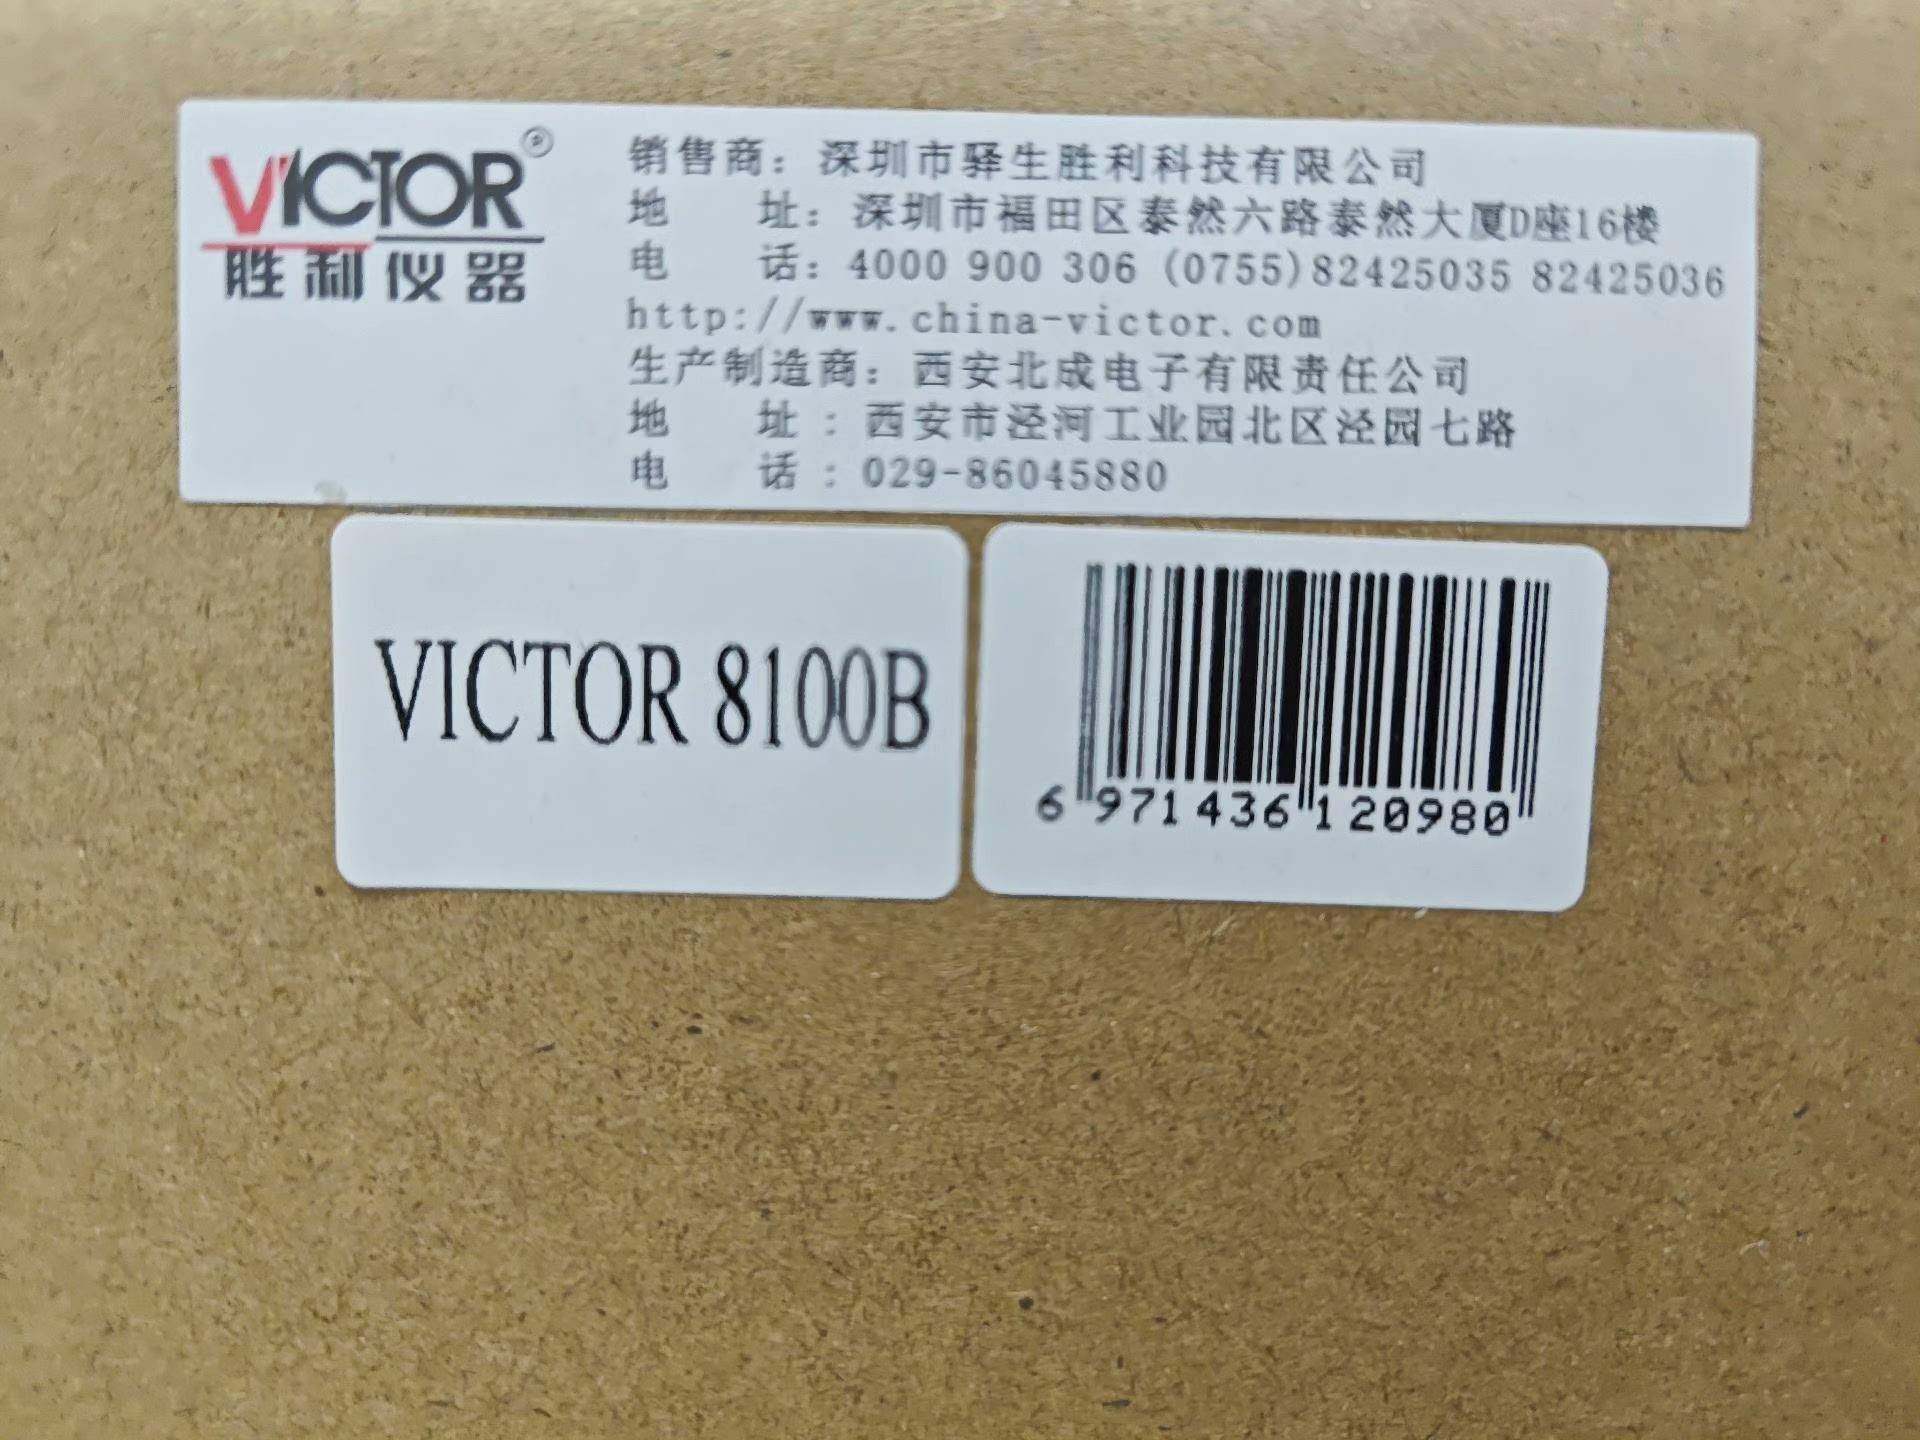 VICTOR®
胜利仪器
销售商：深圳市驿生胜利科技有限公司
地 址：深圳市福田区泰然六路泰然大厦D座16楼
电 话：4000 900 306 (0755)82425035 82425036
http://www.china-victor.com
生产制造商：西安北成电子有限责任公司
地 址：西安市泾河工业园北区泾园七路
电 话：029-86045880
VICTOR 8100B
6 971436 120980